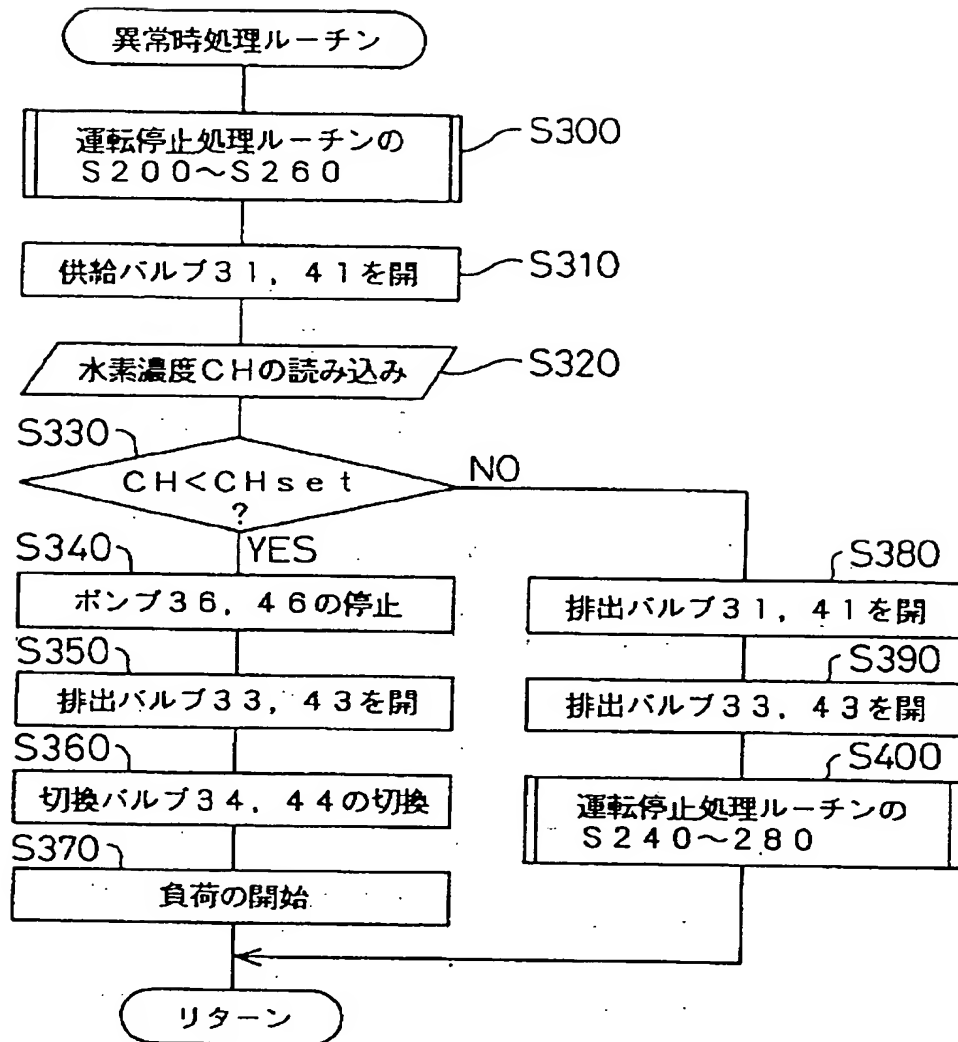 異常時処理ルーチン
運転停止処理ルーチンの
S200～S260
S300
供給バルブ31，41を開
S310
水素濃度CHの読み込み
S320
S330
CH<CHset
?
NO
YES
S340
ポンプ36，46の停止
S350
排出バルブ33，43を開
S360
切換バルブ34，44の切換
S370
負荷の開始
S380
排出バルブ31，41を開
S390
排出バルブ33，43を開
S400
運転停止処理ルーチンの
S240～280
リターン